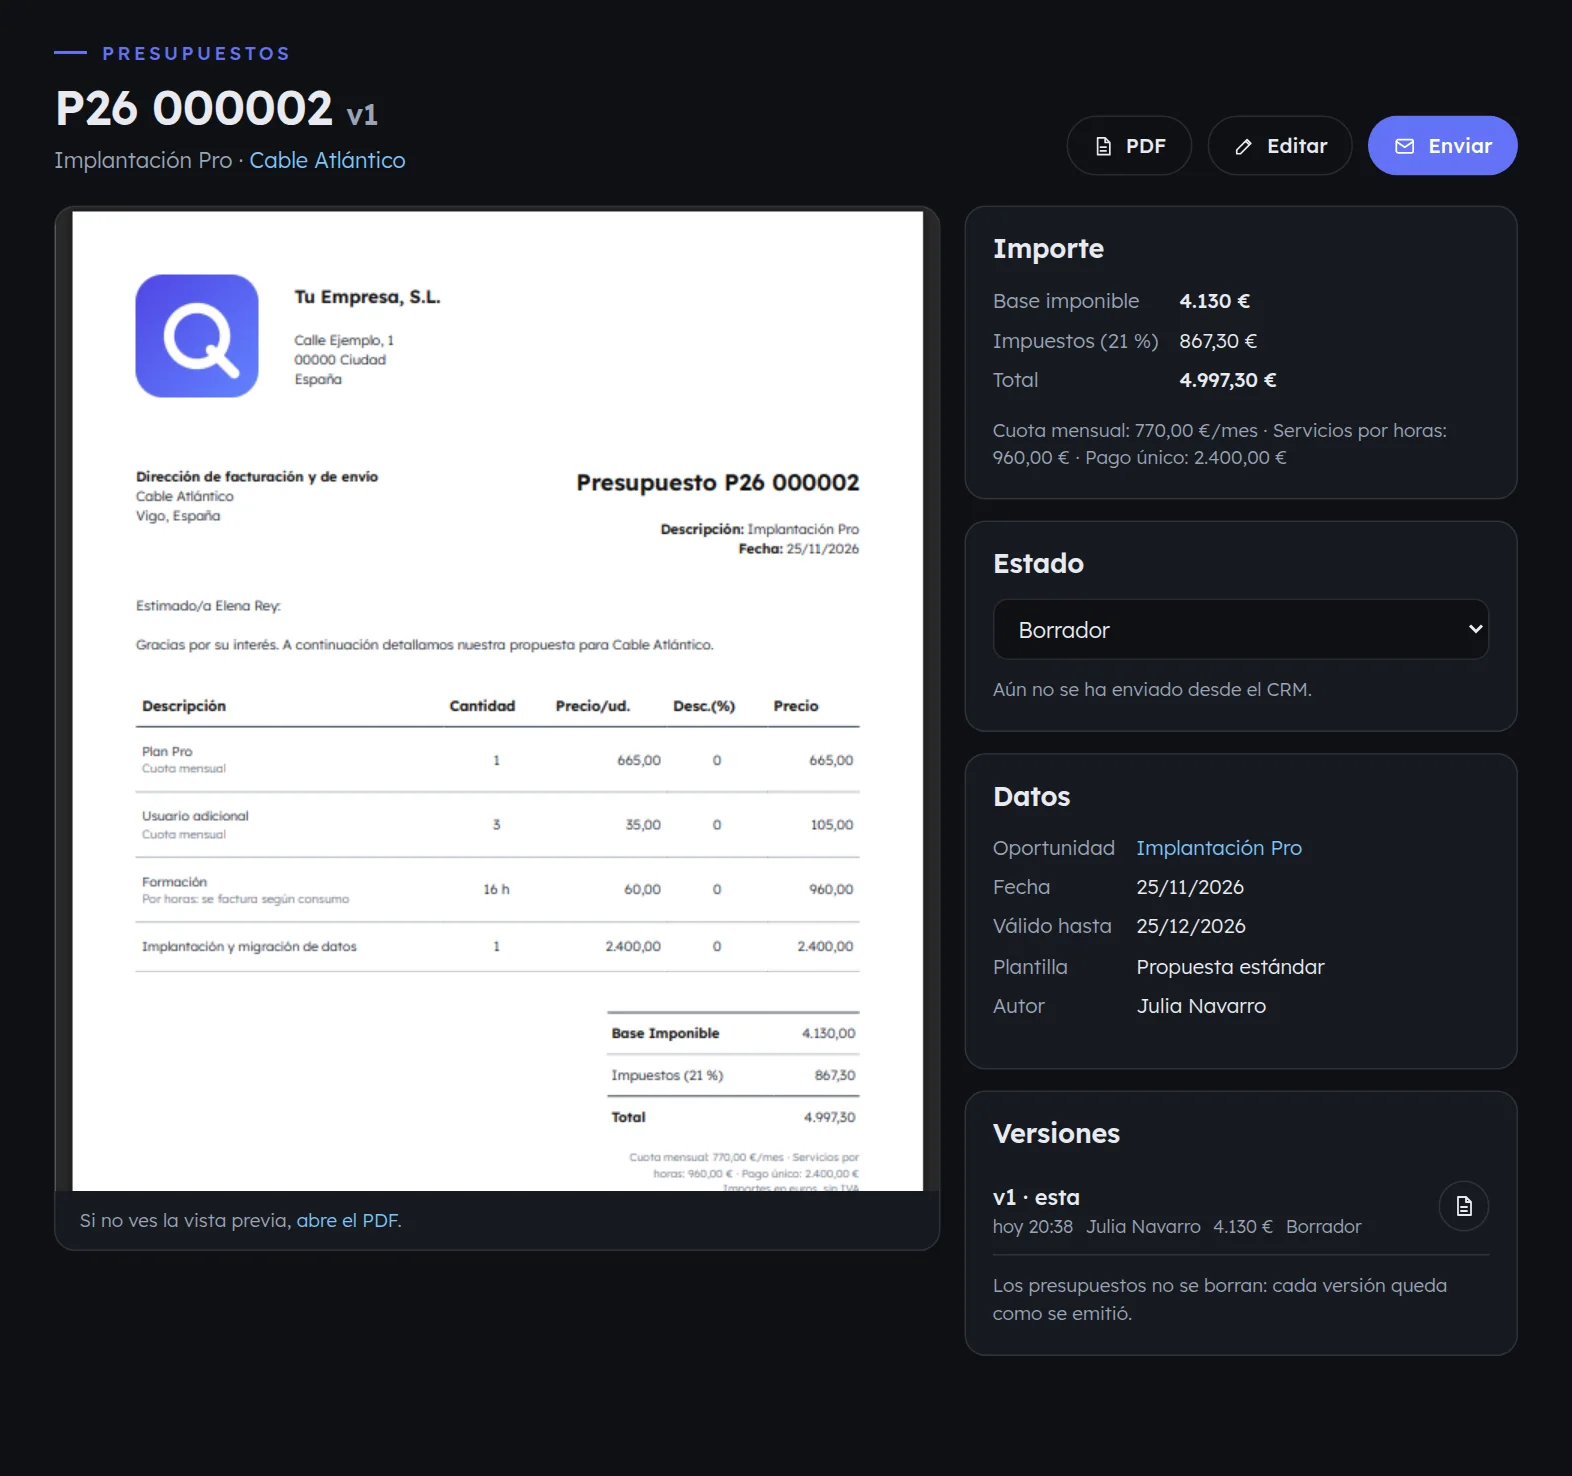 PRESUPUESTOS
P26 000002 v1
Implantación Pro · Cable Atlántico
PDF
Editar
Enviar
Tu Empresa, S.L.
Calle Ejemplo, 1
00000 Ciudad
España
Dirección de facturación y de envío
Cable Atlántico
Vigo, España
Presupuesto P26 000002
Descripción: Implantación Pro
Fecha: 25/11/2026
Estimado/a Elena Rey:
Gracias por su interés. A continuación detallamos nuestra propuesta para Cable Atlántico.
Descripción Cantidad Precio/ud. Desc.(%) Precio
Plan Pro
Cuota mensual
1 665,00 0 665,00
Usuario adicional
Cuota mensual
3 35,00 0 105,00
Formación
Por horas: se factura según consumo
16 h 60,00 0 960,00
Implantación y migración de datos 1 2.400,00 0 2.400,00
Base Imponible 4.130,00
Impuestos (21 %) 867,30
Total 4.997,30
Cuota mensual: 770,00 €/mes · Servicios por
horas: 960,00 € · Pago único: 2.400,00 €
Importes en euros, sin IVA
Si no ves la vista previa, abre el PDF.
Importe
Base imponible 4.130 €
Impuestos (21 %) 867,30 €
Total 4.997,30 €
Cuota mensual: 770,00 €/mes · Servicios por horas:
960,00 € · Pago único: 2.400,00 €
Estado
Borrador
Aún no se ha enviado desde el CRM.
Datos
Oportunidad Implantación Pro
Fecha 25/11/2026
Válido hasta 25/12/2026
Plantilla Propuesta estándar
Autor Julia Navarro
Versiones
v1 · esta
hoy 20:38 Julia Navarro 4.130 € Borrador
Los presupuestos no se borran: cada versión queda
como se emitió.